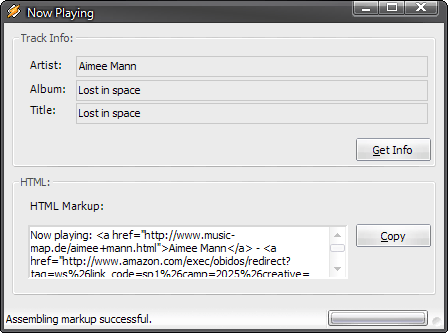 Now Playing
Track Info:
Artist: Aimee Mann
Album: Lost in space
Title: Lost in space
Get Info
HTML:
HTML Markup:
Now playing: <a href="http://www.music-
map.de/aimee+mann.html">Aimee Mann</a> - <a
href="http://www.amazon.com/exec/obidos/redirect?
tag=ws%26link_code=sp1%26camp=2025%26creative=
Copy
Assembling markup successful.